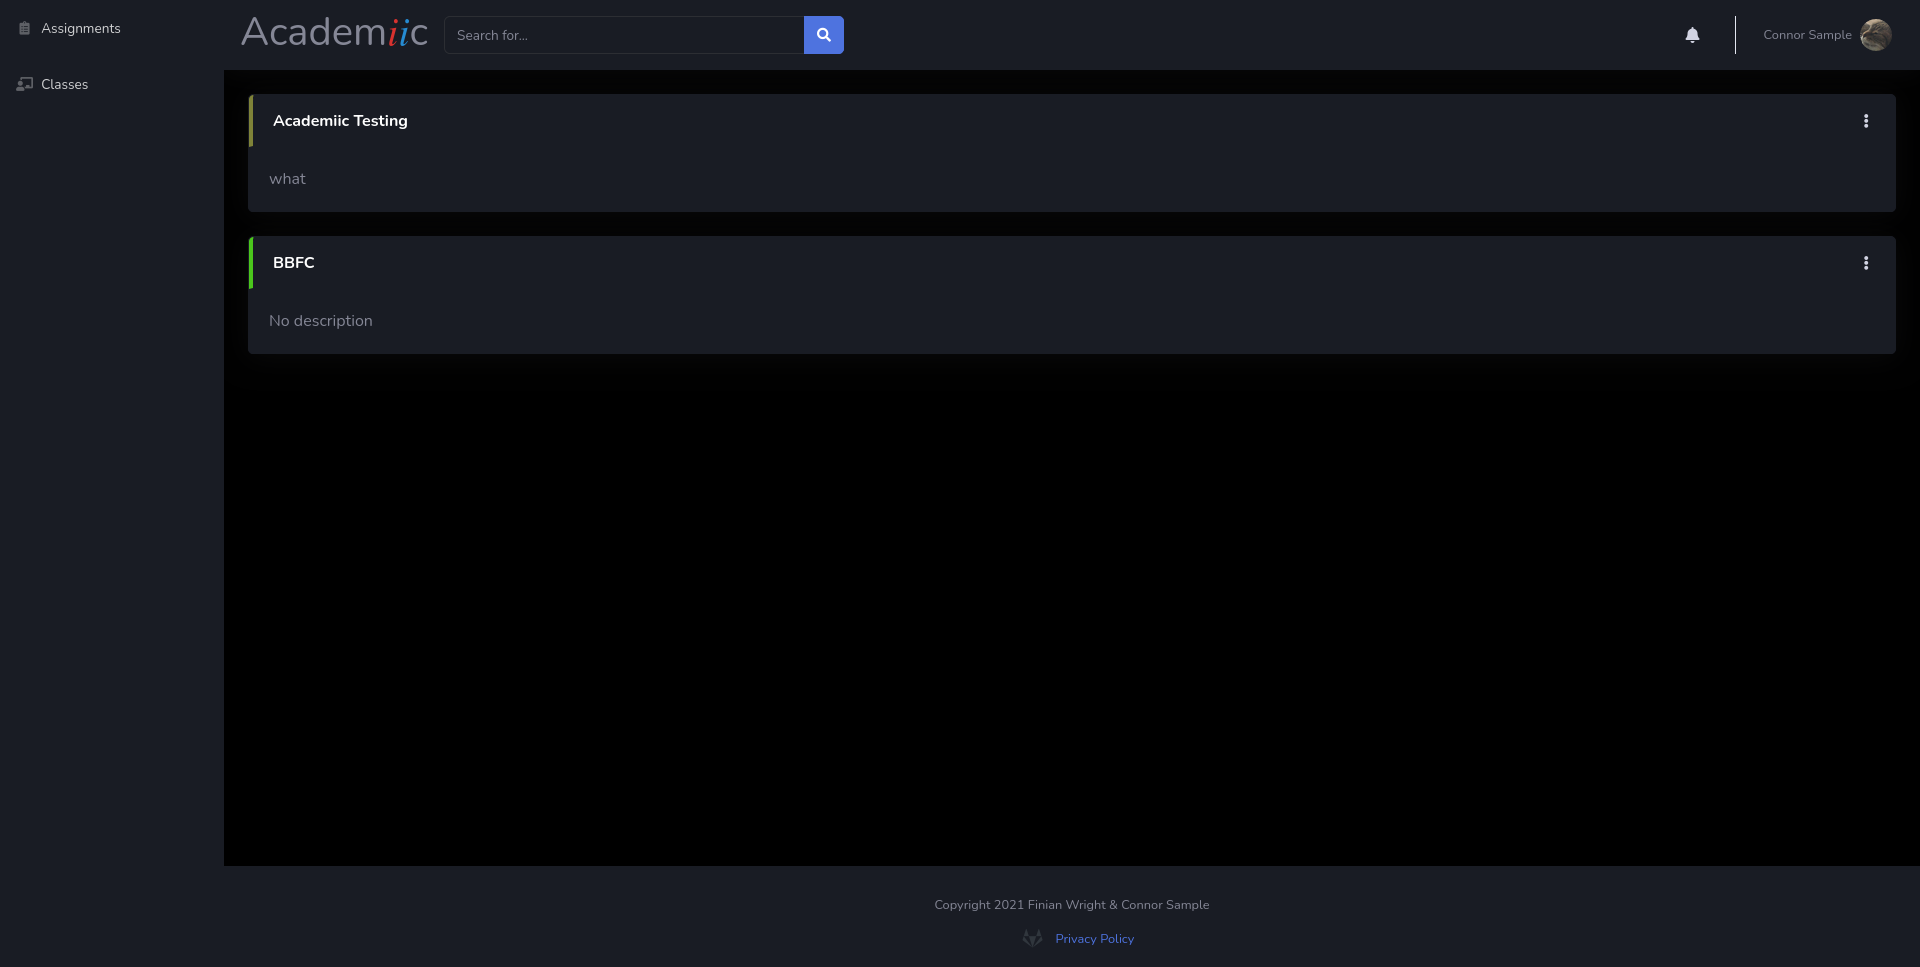 Assignments
Classes
Academiic
Search for...
Connor Sample
Academiic Testing
what
BBFC
No description
Copyright 2021 Finian Wright & Connor Sample
Privacy Policy